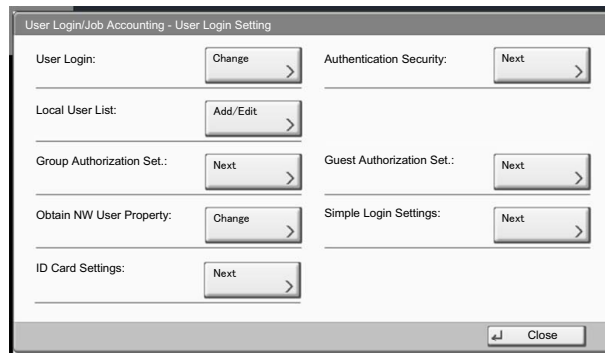 User Login/Job Accounting - User Login Setting
User Login: Change Authentication Security: Next
Local User List: Add/Edit
Group Authorization Set.: Next Guest Authorization Set.: Next
Obtain NW User Property: Change Simple Login Settings: Next
ID Card Settings: Next
Close